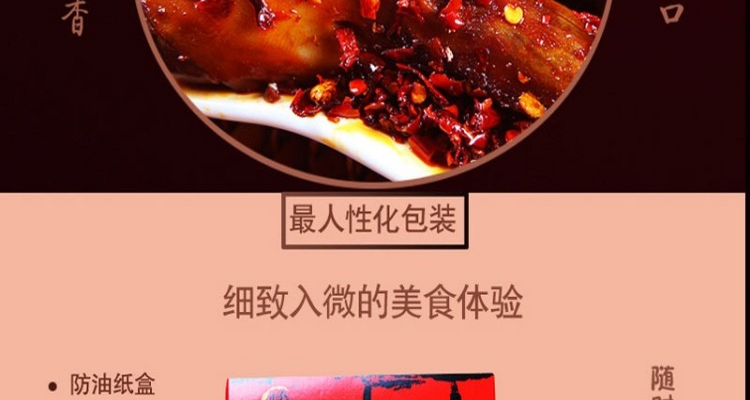 香
口
最人性化包装
细致入微的美食体验
防油纸盒
随